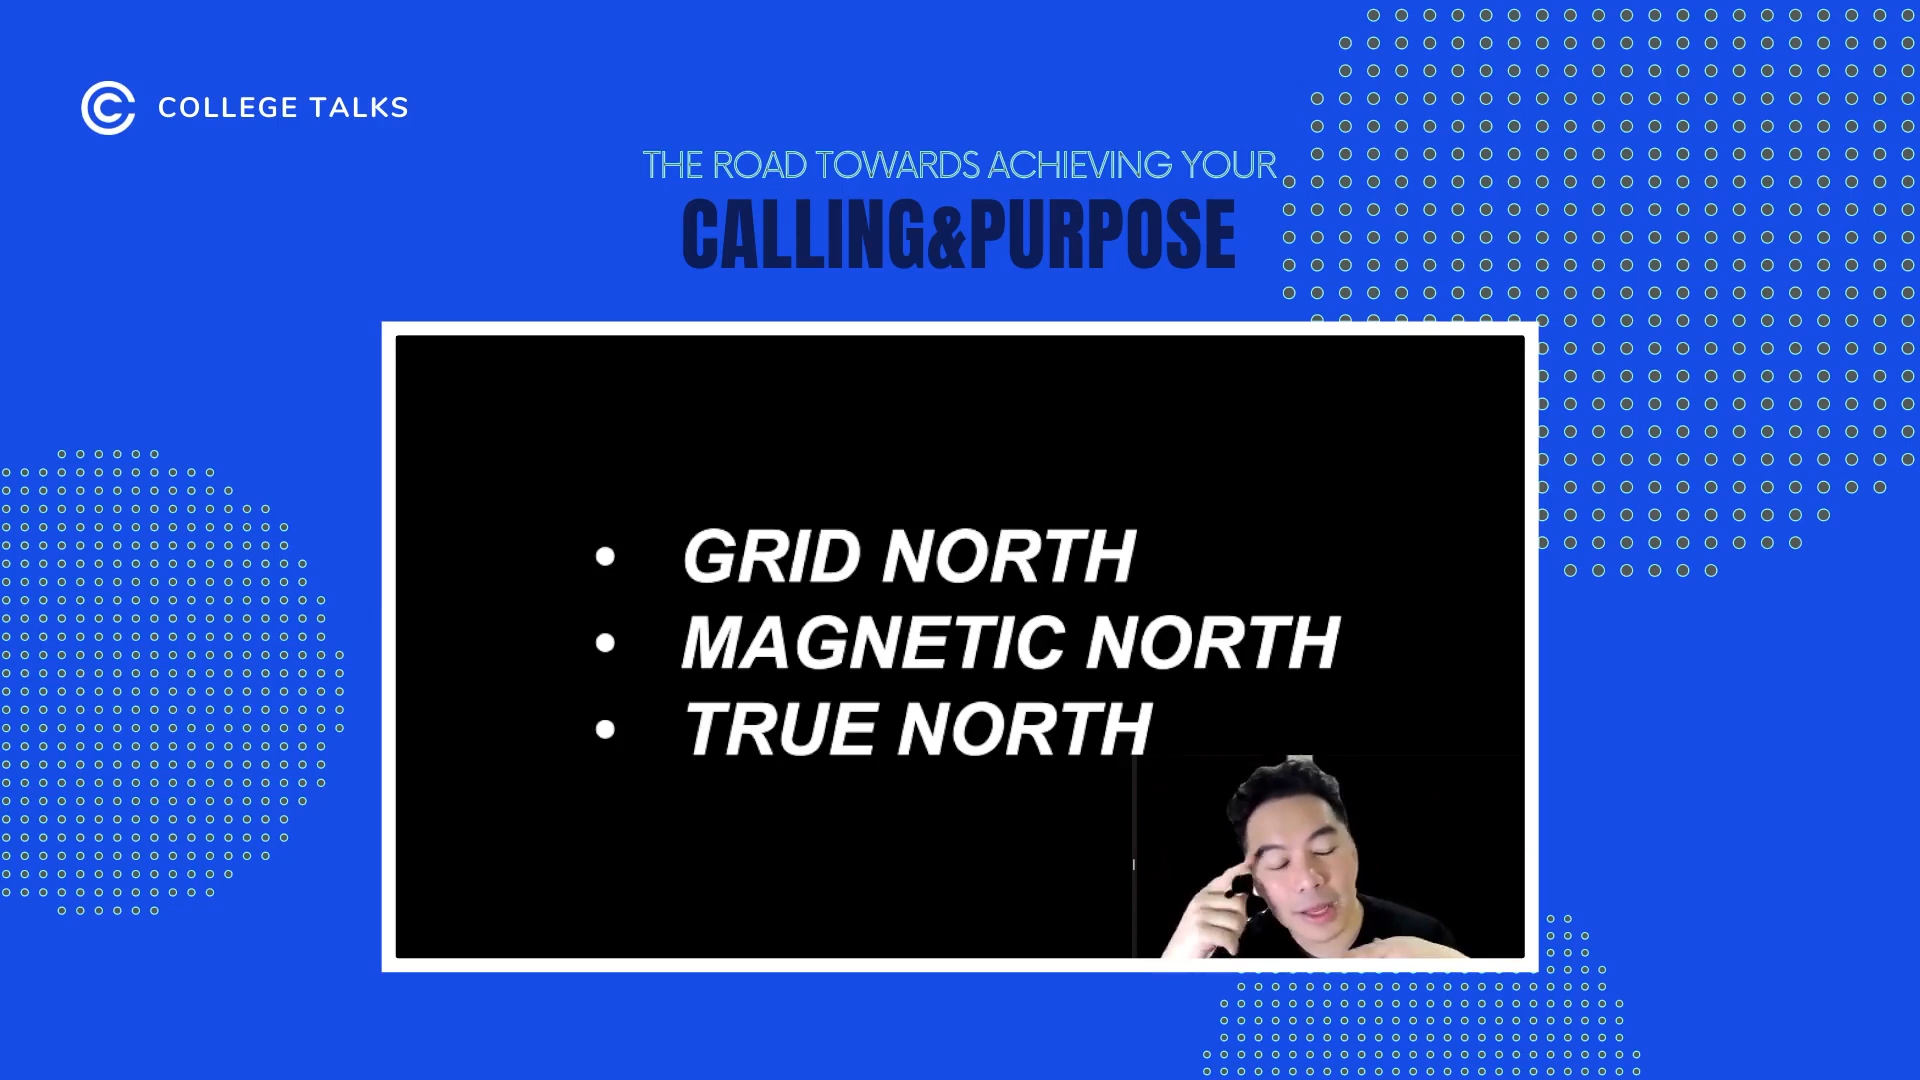 COLLEGE TALKS
THE ROAD TOWARDS ACHIEVING YOUR
CALLING&PURPOSE
• GRID NORTH
• MAGNETIC NORTH
• TRUE NORTH